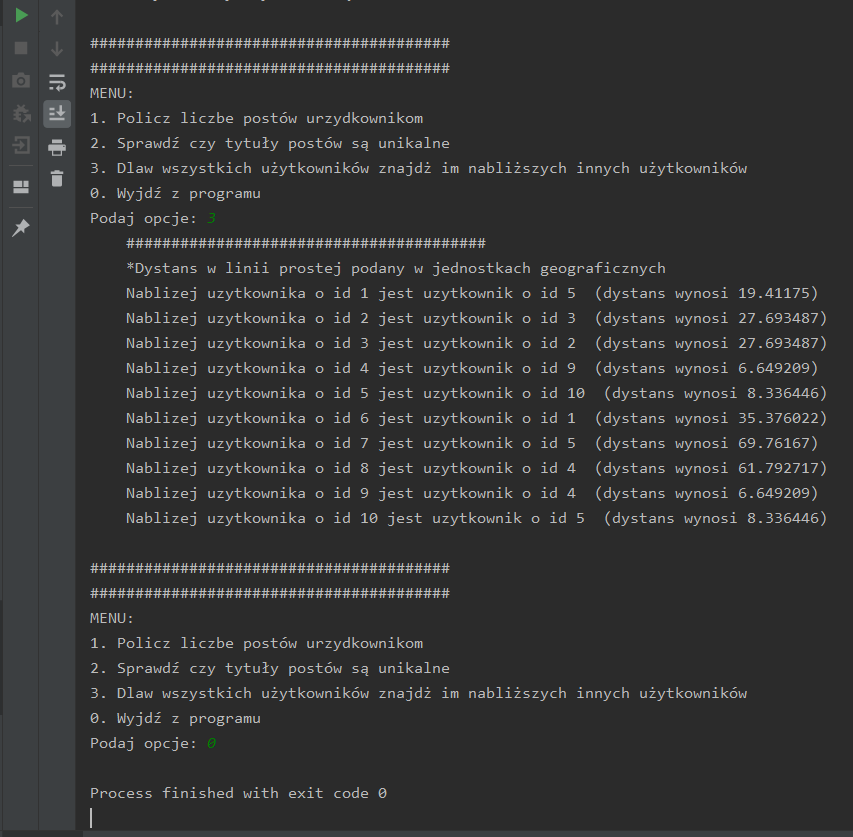 ########################################
########################################
MENU:
1. Policz liczbe postów urzydkownikom
2. Sprawdź czy tytuły postów są unikalne
3. Dlaw wszystkich użytkowników znajdż im nabliższych innych użytkowników
0. Wyjdź z programu
Podaj opcje: 3
########################################
*Dystans w linii prostej podany w jednostkach geograficznych
Nablizej uzytkownika o id 1 jest uzytkownik o id 5  (dystans wynosi 19.41175)
Nablizej uzytkownika o id 2 jest uzytkownik o id 3  (dystans wynosi 27.693487)
Nablizej uzytkownika o id 3 jest uzytkownik o id 2  (dystans wynosi 27.693487)
Nablizej uzytkownika o id 4 jest uzytkownik o id 9  (dystans wynosi 6.649209)
Nablizej uzytkownika o id 5 jest uzytkownik o id 10  (dystans wynosi 8.336446)
Nablizej uzytkownika o id 6 jest uzytkownik o id 1  (dystans wynosi 35.376022)
Nablizej uzytkownika o id 7 jest uzytkownik o id 5  (dystans wynosi 69.76167)
Nablizej uzytkownika o id 8 jest uzytkownik o id 4  (dystans wynosi 61.792717)
Nablizej uzytkownika o id 9 jest uzytkownik o id 4  (dystans wynosi 6.649209)
Nablizej uzytkownika o id 10 jest uzytkownik o id 5  (dystans wynosi 8.336446)
########################################
########################################
MENU:
1. Policz liczbe postów urzydkownikom
2. Sprawdź czy tytuły postów są unikalne
3. Dlaw wszystkich użytkowników znajdż im nabliższych innych użytkowników
0. Wyjdź z programu
Podaj opcje: 0
Process finished with exit code 0